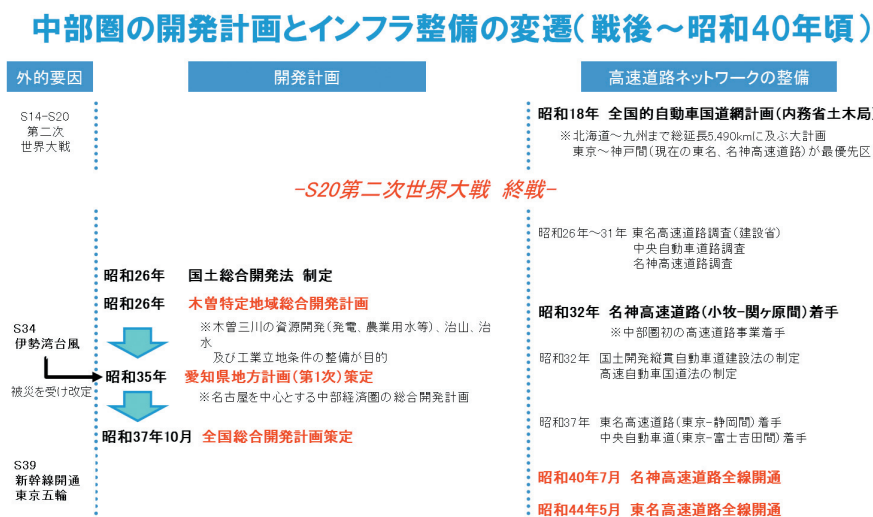 中部圏の開発計画とインフラ整備の変遷(戦後～昭和40年頃)
外的要因
開発計画
高速道路ネットワークの整備
S14-S20
第二次
世界大戦
昭和18年 全国的自動車国道網計画(内務省土木局)
※北海道～九州まで総延長5,490kmに及ぶ大計画
東京～神戸間(現在の東名、名神高速道路)が最優先区
-S20第二次世界大戦 終戦-
昭和26年～31年 東名高速道路調査(建設省)
中央自動車道路調査
名神高速道路調査
昭和26年 国土総合開発法 制定
昭和26年 木曽特定地域総合開発計画
※木曽三川の資源開発(発電、農業用水等)、治山、治
水
及び工業立地条件の整備が目的
S34
伊勢湾台風
被災を受け改定
昭和35年 愛知県地方計画(第1次)策定
※名古屋を中心とする中部経済圏の総合開発計画
昭和37年10月 全国総合開発計画策定
昭和32年 名神高速道路(小牧-関ヶ原間)着手
※中部圏初の高速道路事業着手
昭和32年 国土開発縦貫自動車道建設法の制定
高速自動車国道法の制定
昭和37年 東名高速道路(東京-静岡間)着手
中央自動車道(東京-富士吉田間)着手
S39
新幹線開通
東京五輪
昭和40年7月 名神高速道路全線開通
昭和44年5月 東名高速道路全線開通